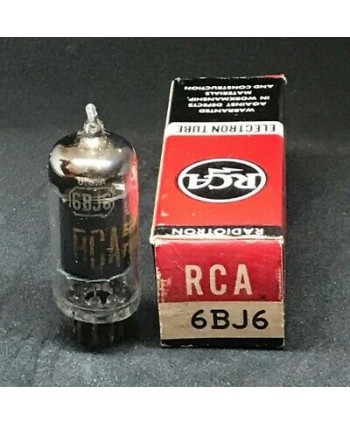 U.S.A
6BJ6
RCA
WARRANTED
AGAINST DEFECTS
IN WORKMANSHIP,
MATERIALS
AND CONSTRUCTION
ELECTRON TUBE
RCA
RADIOTRON
RCA
6BJ6